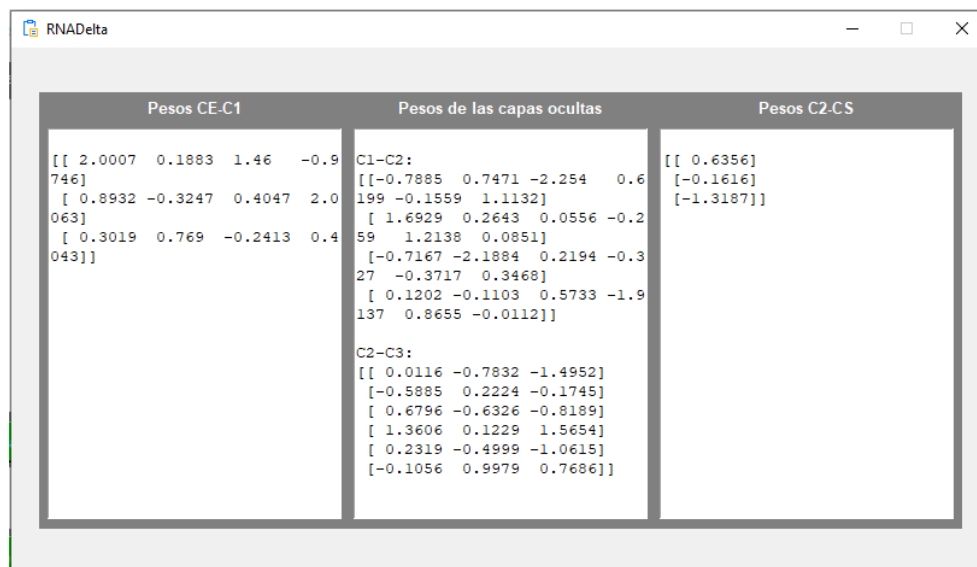 RNADelta
Pesos CE-C1
[[ 2.0007  0.1883  1.46   -0.9
746]
 [ 0.8932 -0.3247  0.4047  2.0
063]
 [ 0.3019  0.769  -0.2413  0.4
043]]
Pesos de las capas ocultas
C1-C2:
[[-0.7885  0.7471 -2.254   0.6
199 -0.1559  1.1132]
 [ 1.6929  0.2643  0.0556 -0.2
59   1.2138  0.0851]
 [-0.7167 -2.1884  0.2194 -0.3
27  -0.3717  0.3468]
 [ 0.1202 -0.1103  0.5733 -1.9
137  0.8655 -0.0112]]
C2-C3:
[[ 0.0116 -0.7832 -1.4952]
 [-0.5885  0.2224 -0.1745]
 [ 0.6796 -0.6326 -0.8189]
 [ 1.3606  0.1229  1.5654]
 [ 0.2319 -0.4999 -1.0615]
 [-0.1056  0.9979  0.7686]]
Pesos C2-CS
[[ 0.6356]
 [-0.1616]
 [-1.3187]]